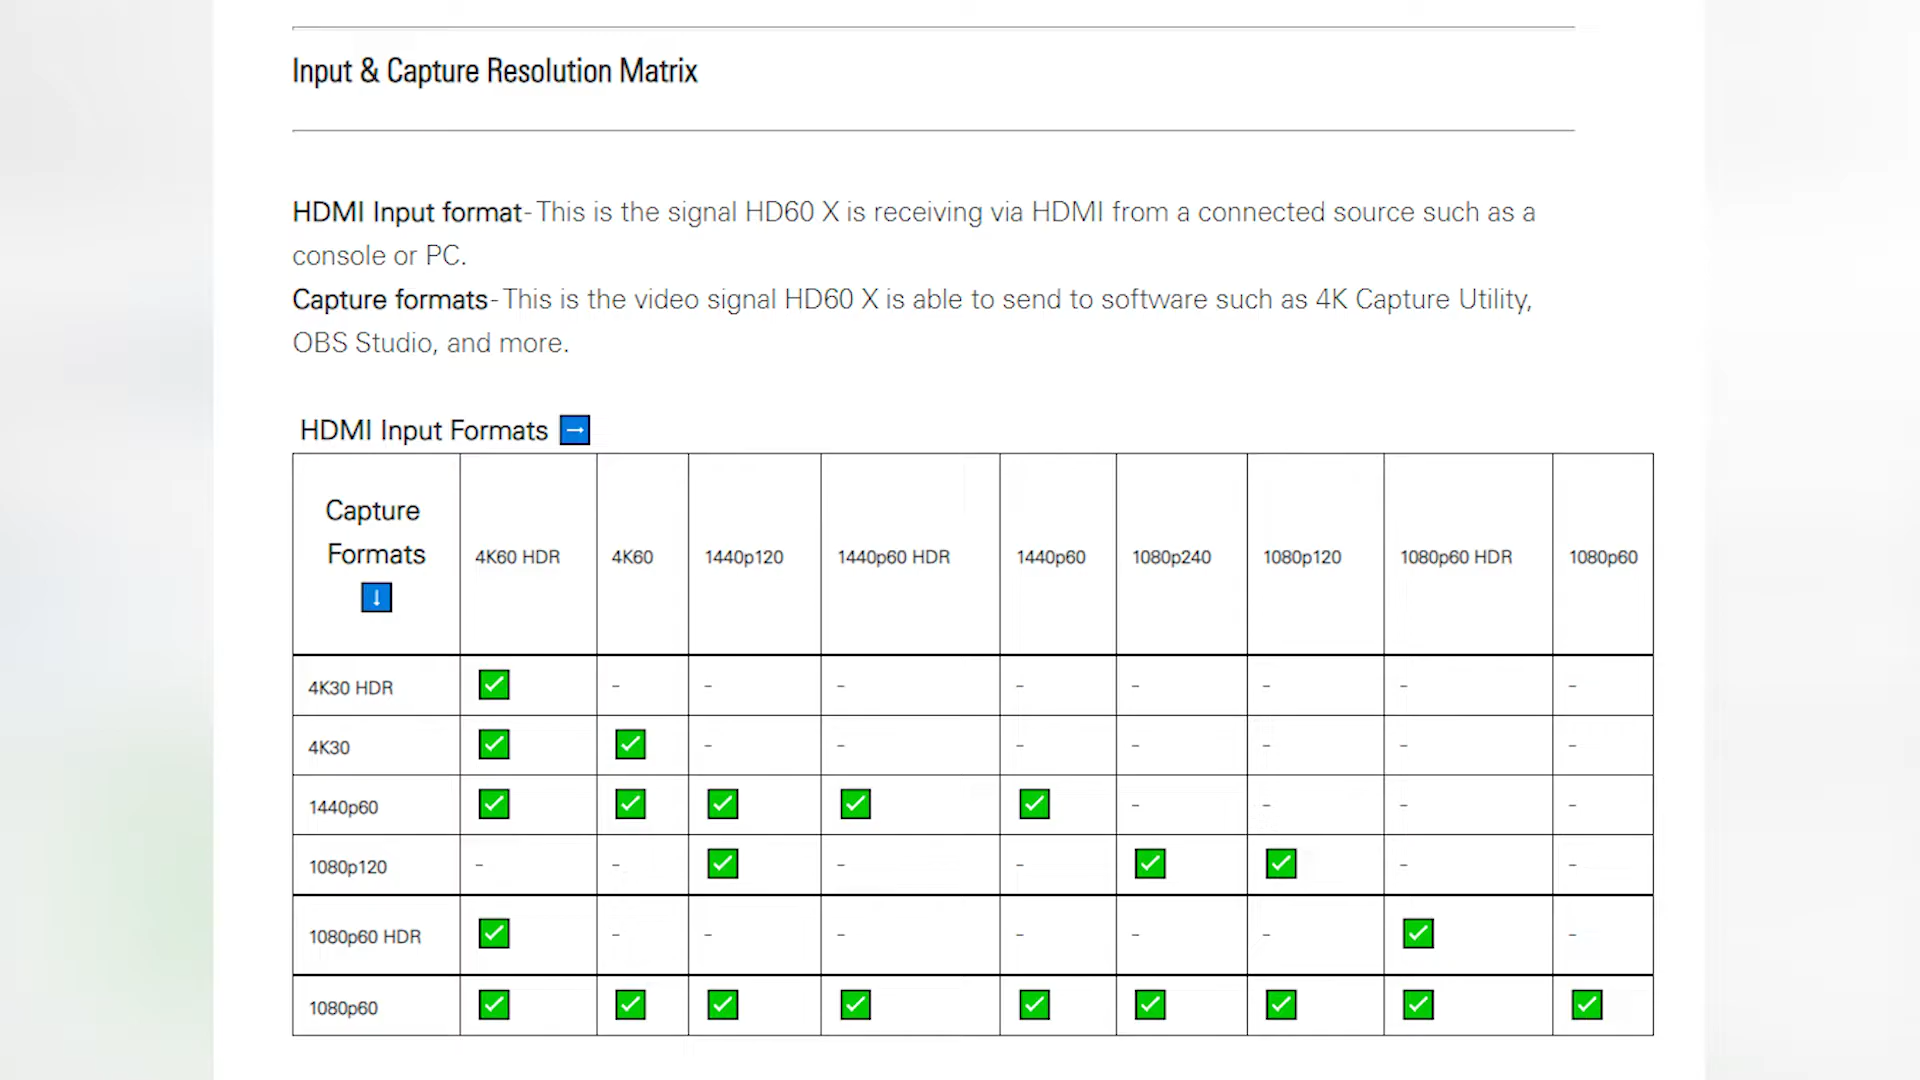 Input & Capture Resolution Matrix
HDMI Input format- This is the signal HD60 X is receiving via HDMI from a connected source such as a
console or PC.
Capture formats- This is the video signal HD60 X is able to send to software such as 4K Capture Utility,
OBS Studio, and more.
HDMI Input Formats →
Capture
Formats
↓
4K60 HDR 4K60 1440p120 1440p60 HDR 1440p60 1080p240 1080p120 1080p60 HDR 1080p60
4K30 HDR ✓ - - - - - - - -
4K30 ✓ ✓ - - - - - - -
1440p60 ✓ ✓ ✓ ✓ ✓ - - - -
1080p120 - - ✓ - - ✓ ✓ - -
1080p60 HDR ✓ - - - - - - ✓ -
1080p60 ✓ ✓ ✓ ✓ ✓ ✓ ✓ ✓ ✓